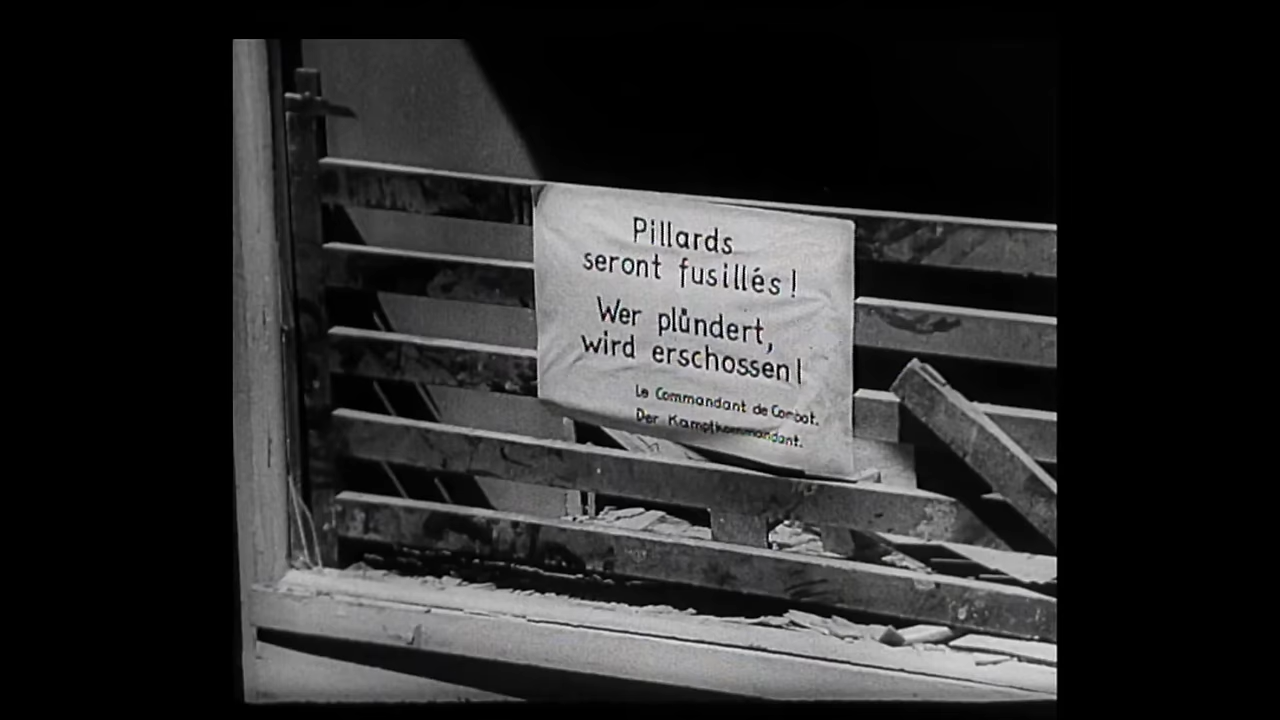 Pillards
seront fusillés!
Wer plündert,
wird erschossen!
Le Commandant de Combat.
Der Kampfkommandant.